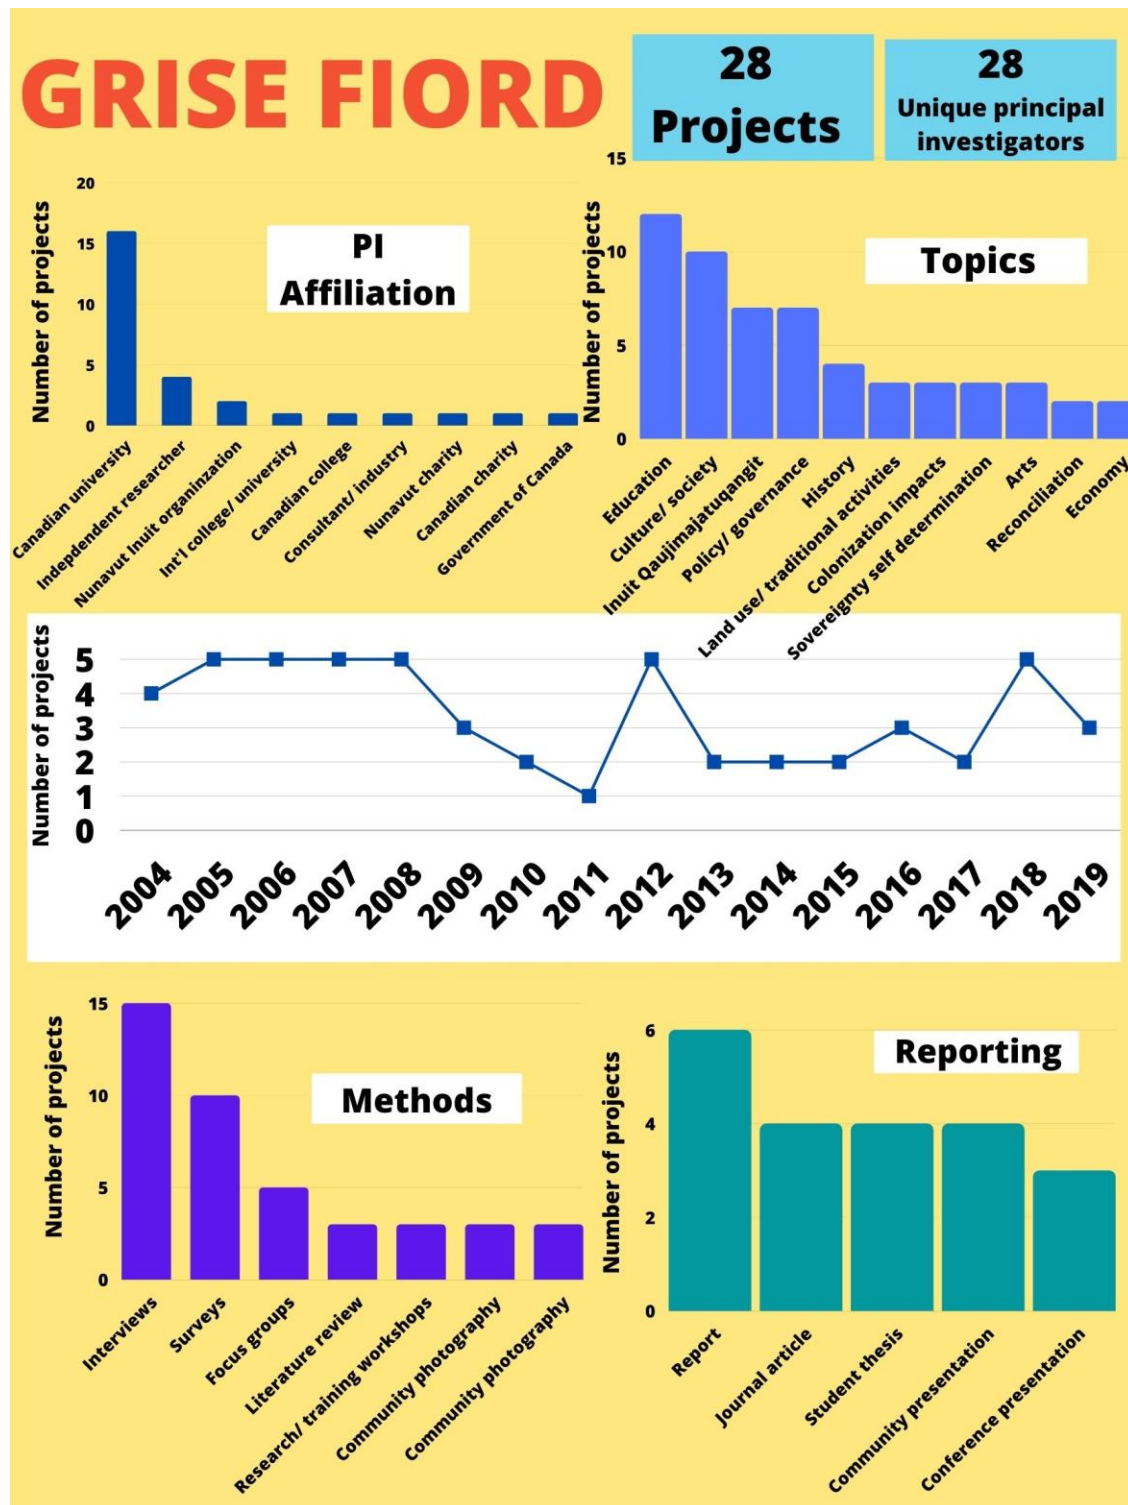 GRISE FIORD
28
Projects
28
Unique principal
investigators
Number of projects
20
15
10
5
0
PI
Affiliation
Canadian university
Indepdendent researcher
Nunavut Inuit organinzation
Int'l college/ university
Canadian college
Consultant/ industry
Nunavut charity
Canadian charity
Government of Canada
Number of projects
15
10
5
0
Topics
Education
Culture/ society
Inuit Qaujimajatuqangit
Policy/ governance
History
Land use/ traditional activities
Colonization impacts
Sovereignty self determination
Arts
Reconciliation
Economy
Number of projects
5
4
3
2
1
0
2004
2005
2006
2007
2008
2009
2010
2011
2012
2013
2014
2015
2016
2017
2018
2019
Number of projects
15
10
5
0
Methods
Interviews
Surveys
Focus groups
Literature review
Research/ training workshops
Community photography
Community photography
Number of projects
6
4
2
0
Reporting
Report
Journal article
Student thesis
Community presentation
Conference presentation